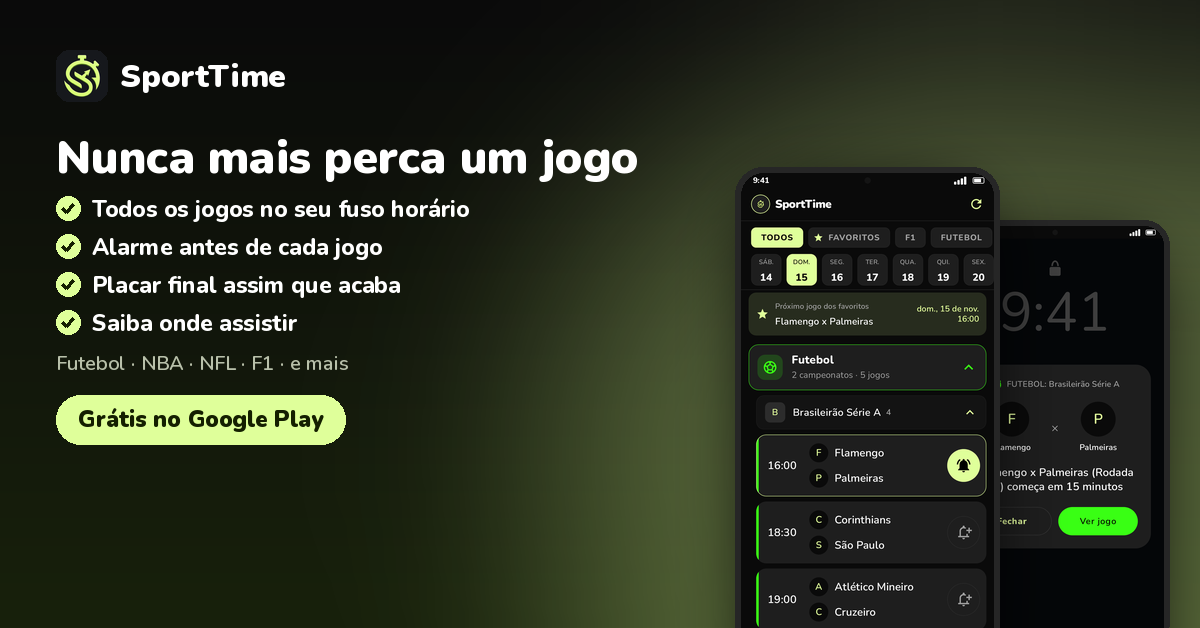 SportTime
Nunca mais perca um jogo
Todos os jogos no seu fuso horário
Alarme antes de cada jogo
Placar final assim que acaba
Saiba onde assistir
Futebol · NBA · NFL · F1 · e mais
Grátis no Google Play
9:41
SportTime
TODOS
FAVORITOS
F1
FUTEBOL
SÁB. DOM. SEG. TER. QUA. QUI. SEX.
14 15 16 17 18 19 20
Próximo jogo dos favoritos
Flamengo x Palmeiras
dom., 15 de nov.
16:00
Futebol
2 campeonatos · 5 jogos
B Brasileirão Série A 4
16:00
F Flamengo
P Palmeiras
18:30
C Corinthians
S São Paulo
19:00
A Atlético Mineiro
C Cruzeiro
9:41
FUTEBOL: Brasileirão Série A
F × P
amengo Palmeiras
engo x Palmeiras (Rodada
) começa em 15 minutos
Fechar
Ver jogo